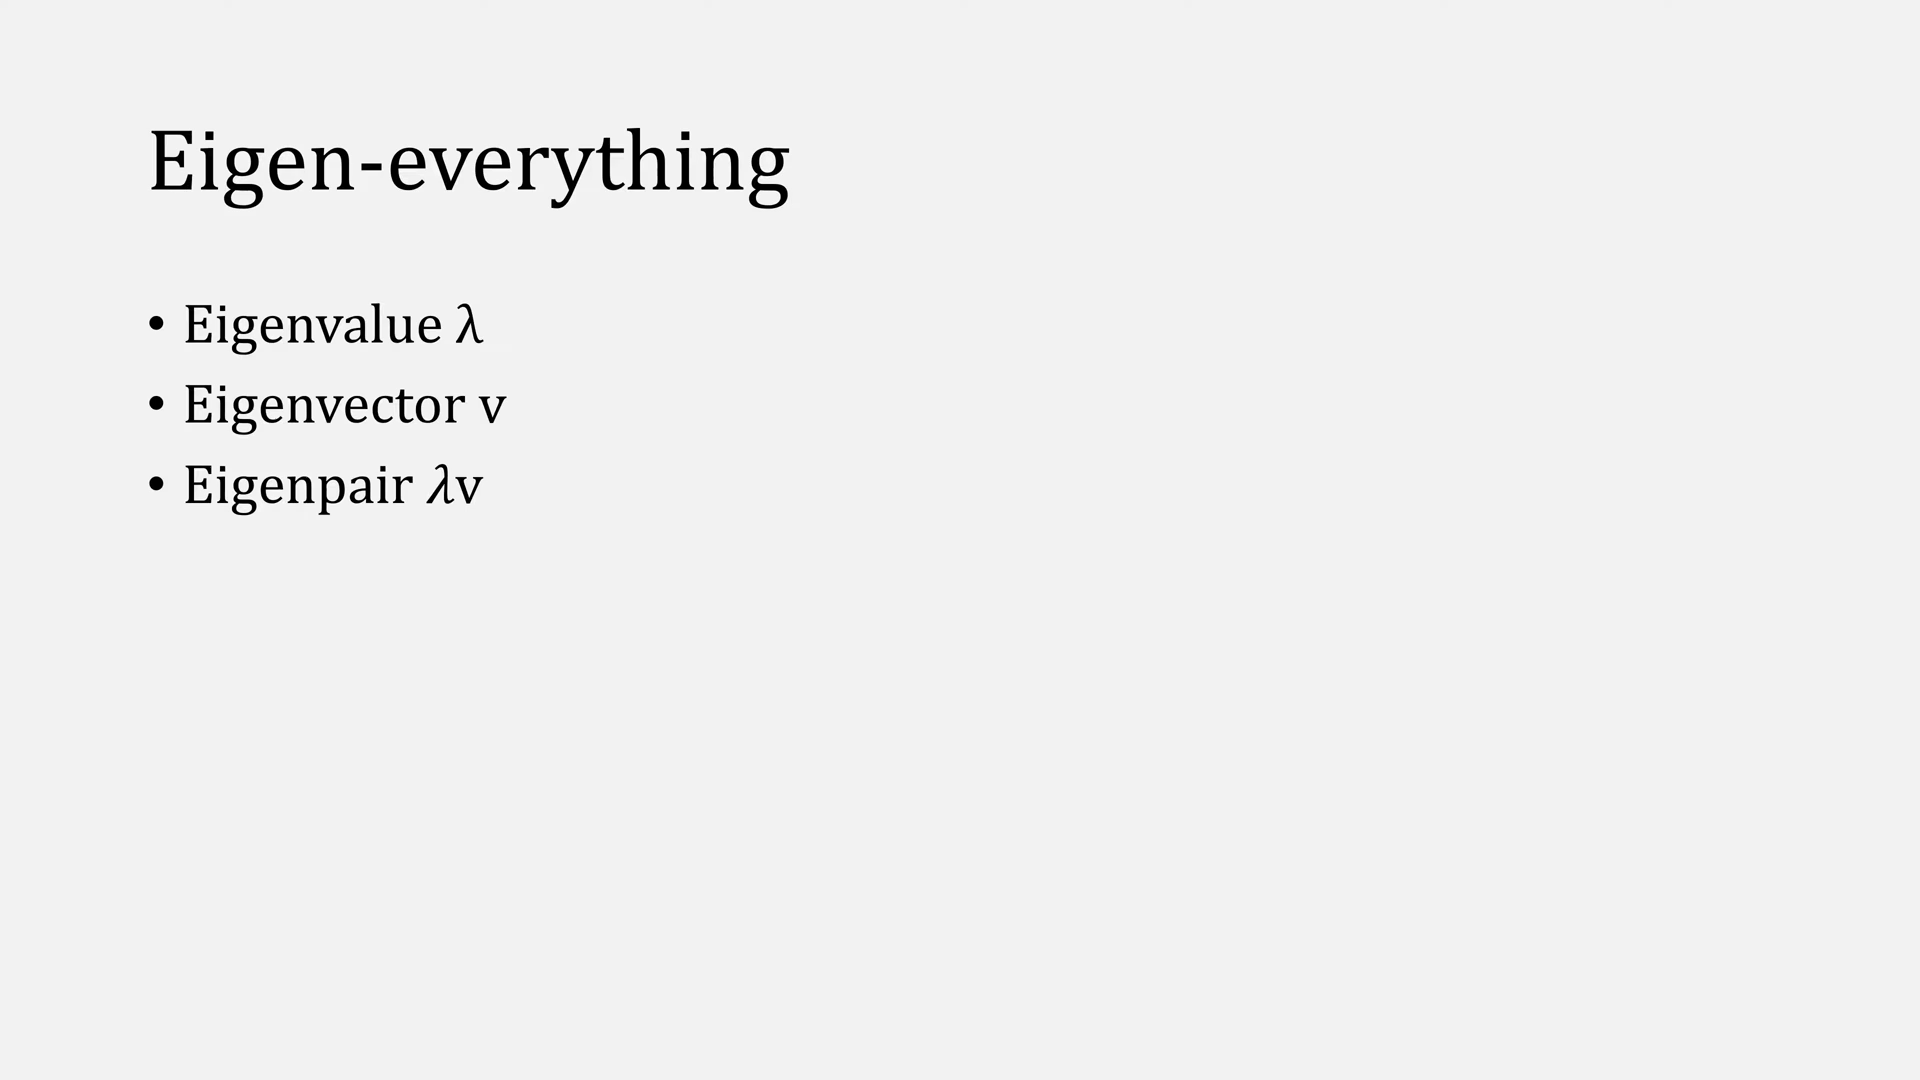 Eigen-everything
• Eigenvalue λ
• Eigenvector v
• Eigenpair λv